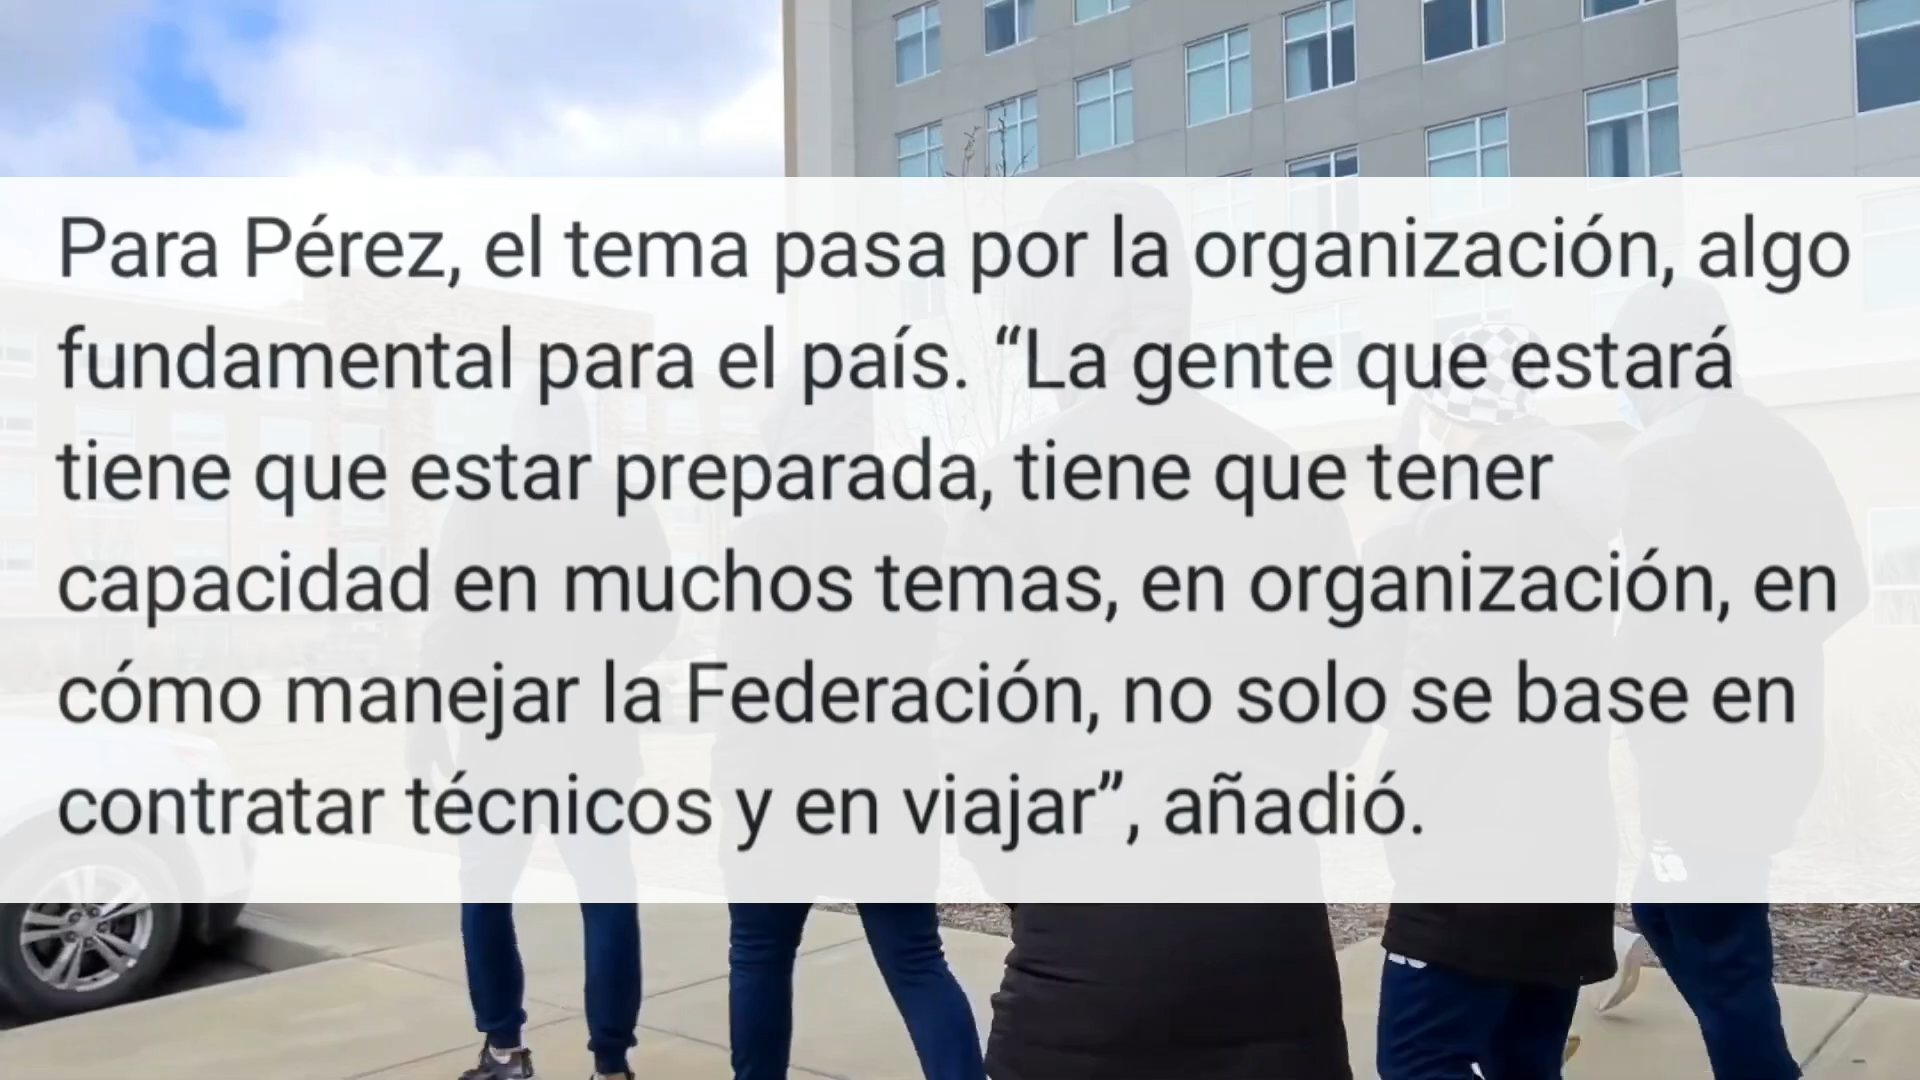 Para Pérez, el tema pasa por la organización, algo
fundamental para el país. “La gente que estará
tiene que estar preparada, tiene que tener
capacidad en muchos temas, en organización, en
cómo manejar la Federación, no solo se base en
contratar técnicos y en viajar”, añadió.